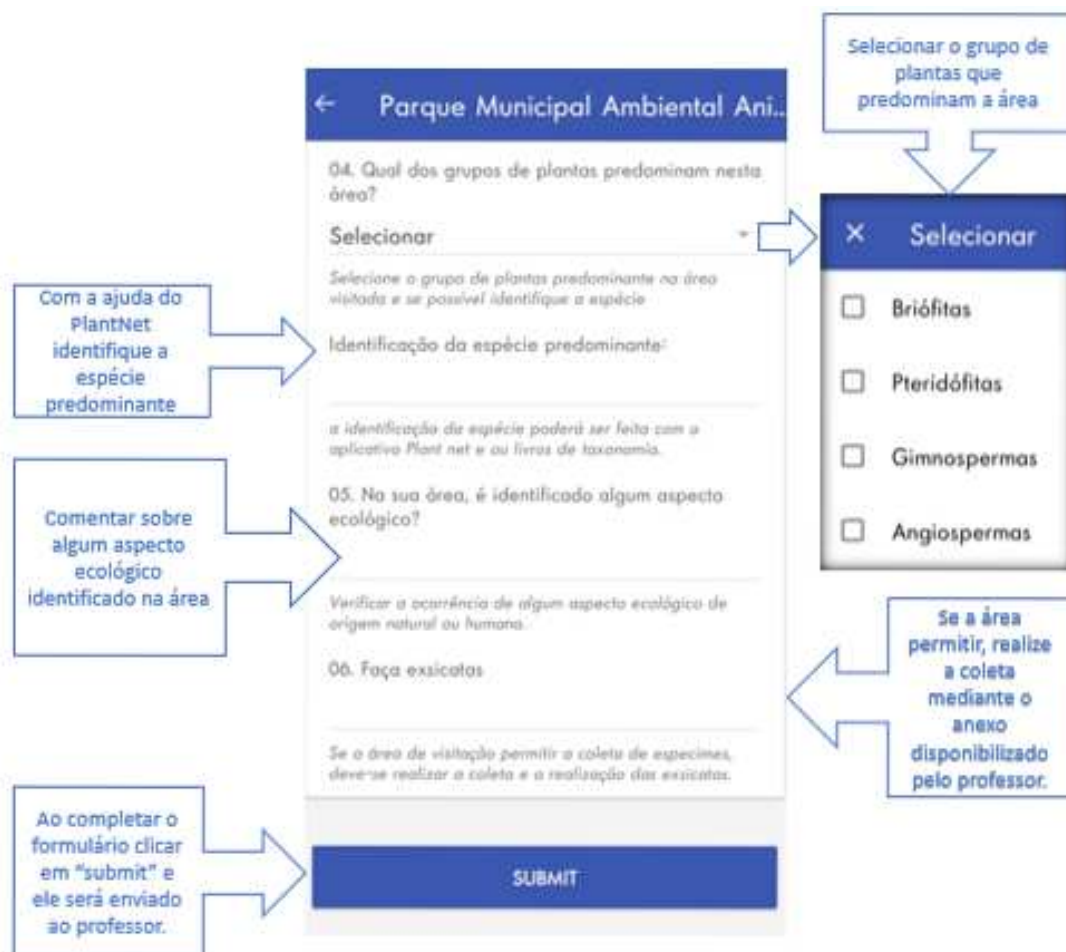 Selecionar o grupo de
plantas que
predominam a área
←
Parque Municipal Ambiental Ani...
04. Qual dos grupos de plantas predominam nesta
área?
Selecionar
Selecione o grupo de plantas predominante na área
visitada e se possível identifique a espécie
Com a ajuda do
PlantNet
identifique a
espécie
predominante
Identificação da espécie predominante:
a identificação da espécie poderá ser feita com o
aplicativo Plant net e ou livros de taxonomia.
Comentar sobre
algum aspecto
ecológico
identificado na área
05. Na sua área, é identificado algum aspecto
ecológico?
Verificar a ocorrência de algum aspecto ecológico de
origem natural ou humana.
06. Faça exsicatas
Se a área de visitação permitir a coleta de especimes,
deve-se realizar a coleta e a realização das exsicatas.
Ao completar o
formulário clicar
em "submit" e
ele será enviado
ao professor.
SUBMIT
× Selecionar
Briófitas
Pteridófitas
Gimnospermas
Angiospermas
Se a área
permitir, realize
a coleta
mediante o
anexo
disponibilizado
pelo professor.